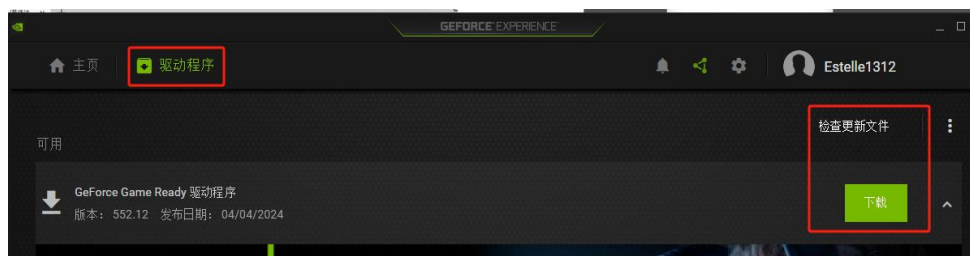 GEFORCE EXPERIENCE
主页
驱动程序
Estelle1312
检查更新文件
可用
GeForce Game Ready 驱动程序
版本: 552.12 发布日期: 04/04/2024
下载